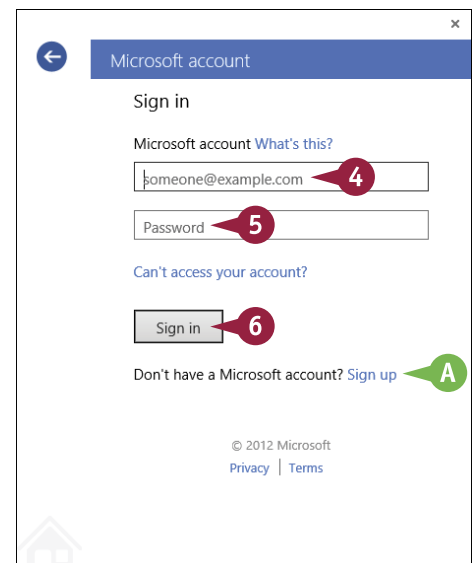 ×
Microsoft account
Sign in
Microsoft account What's this?
someone@example.com 4
Password 5
Can't access your account?
Sign in 6
Don't have a Microsoft account? Sign up A
© 2012 Microsoft
Privacy | Terms